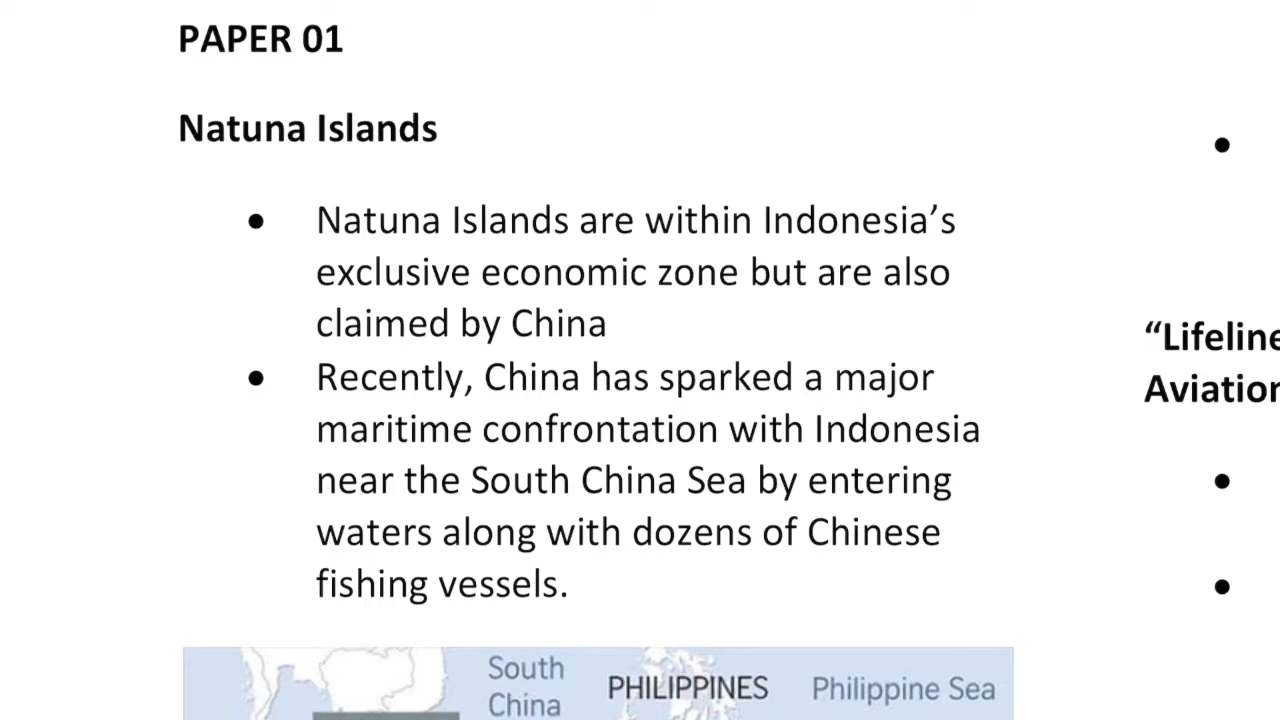 PAPER 01
Natuna Islands
• Natuna Islands are within Indonesia’s
exclusive economic zone but are also
claimed by China
• Recently, China has sparked a major
maritime confrontation with Indonesia
near the South China Sea by entering
waters along with dozens of Chinese
fishing vessels.
South
China
PHILIPPINES
Philippine Sea
•
“Lifeline
Aviation
•
•